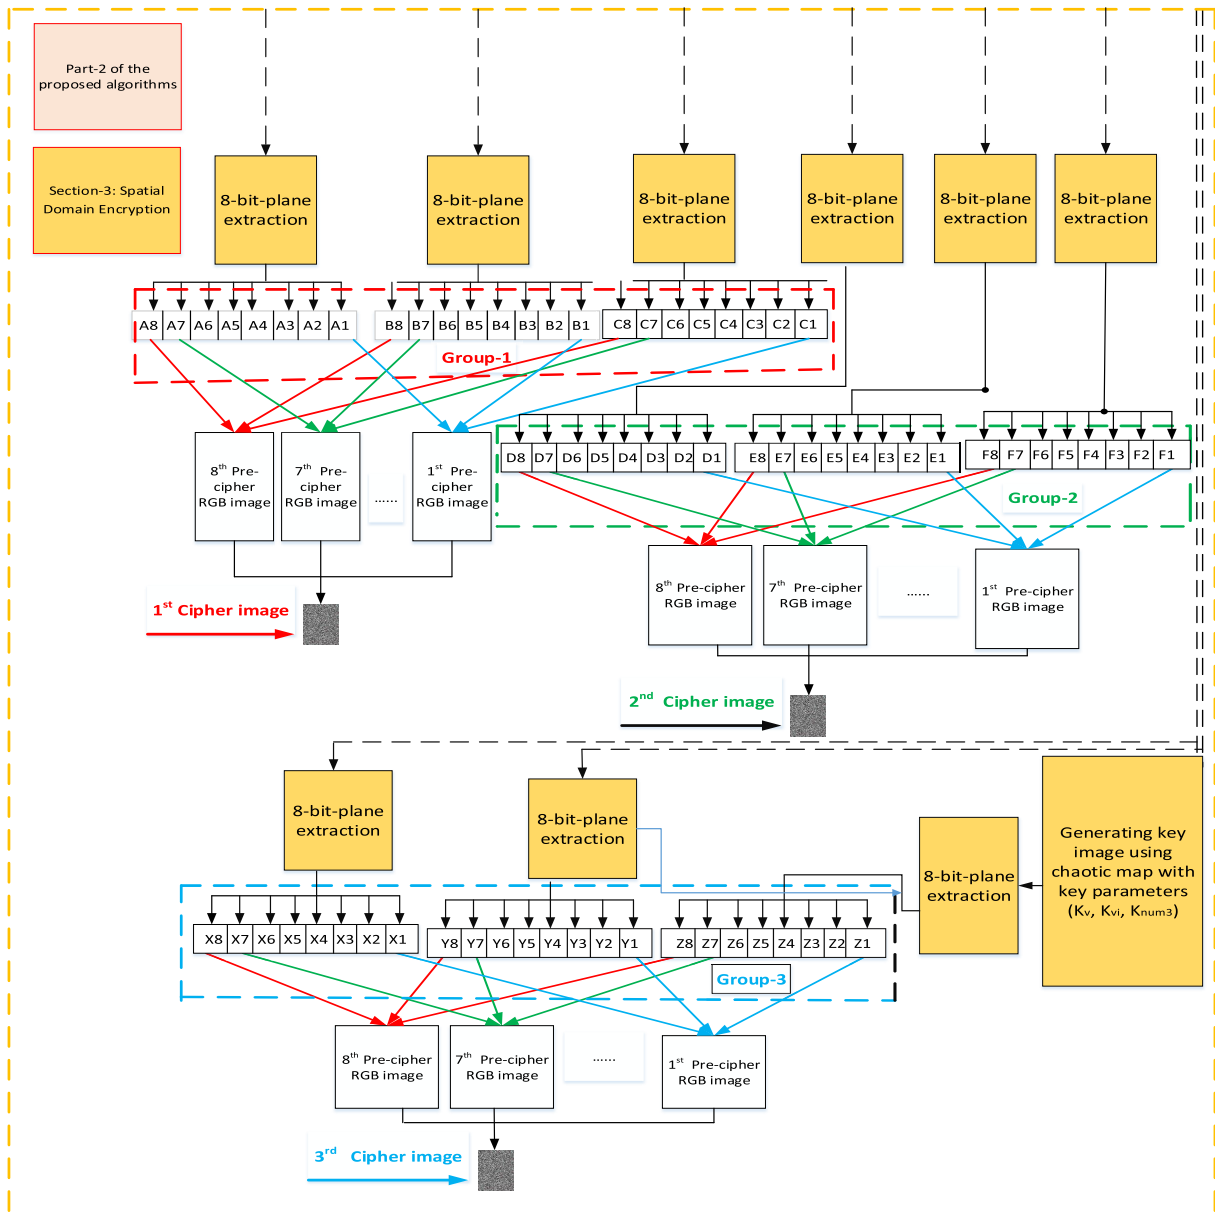 Part-2 of the
proposed algorithms
Section-3: Spatial
Domain Encryption
8-bit-plane
extraction
8-bit-plane
extraction
8-bit-plane
extraction
8-bit-plane
extraction
8-bit-plane
extraction
8-bit-plane
extraction
A8 A7 A6 A5 A4 A3 A2 A1
B8 B7 B6 B5 B4 B3 B2 B1
C8 C7 C6 C5 C4 C3 C2 C1
Group-1
8th Pre-
cipher
RGB image
7th Pre-
cipher
RGB image
......
1st Pre-
cipher
RGB image
D8 D7 D6 D5 D4 D3 D2 D1
E8 E7 E6 E5 E4 E3 E2 E1
F8 F7 F6 F5 F4 F3 F2 F1
Group-2
8th Pre-cipher
RGB image
7th Pre-cipher
RGB image
......
1st Pre-cipher
RGB image
1st Cipher image
2nd Cipher image
8-bit-plane
extraction
8-bit-plane
extraction
8-bit-plane
extraction
Generating key
image using
chaotic map with
key parameters
(Kv, Kvi, Knum3)
X8 X7 X6 X5 X4 X3 X2 X1
Y8 Y7 Y6 Y5 Y4 Y3 Y2 Y1
Z8 Z7 Z6 Z5 Z4 Z3 Z2 Z1
Group-3
8th Pre-cipher
RGB image
7th Pre-cipher
RGB image
......
1st Pre-cipher
RGB image
3rd Cipher image